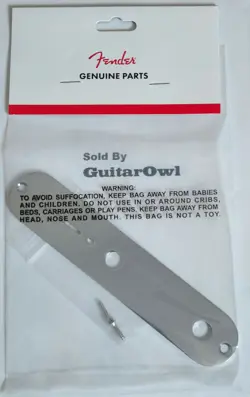 Fender
GENUINE PARTS
Sold By
GuitarOwl
WARNING:
TO AVOID SUFFOCATION, KEEP BAG AWAY FROM BABIES
AND CHILDREN, DO NOT USE IN OR AROUND CRIBS,
BEDS, CARRIAGES OR PLAY PENS, KEEP BAG AWAY FROM
HEAD, NOSE AND MOUTH. THIS BAG IS NOT A TOY.